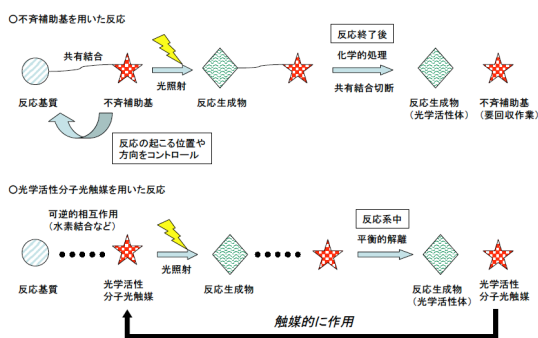 ○不斉補助基を用いた反応
共有結合
光照射
反応終了後
化学的処理
共有結合切断
反応基質
不斉補助基
反応生成物
反応生成物
(光学活性体)
不斉補助基
(要回収作業)
反応の起こる位置や
方向をコントロール
○光学活性分子光触媒を用いた反応
可逆的相互作用
(水素結合など)
光照射
反応系中
平衡的解離
反応基質
光学活性
分子光触媒
反応生成物
反応生成物
(光学活性体)
光学活性
分子光触媒
触媒的に作用